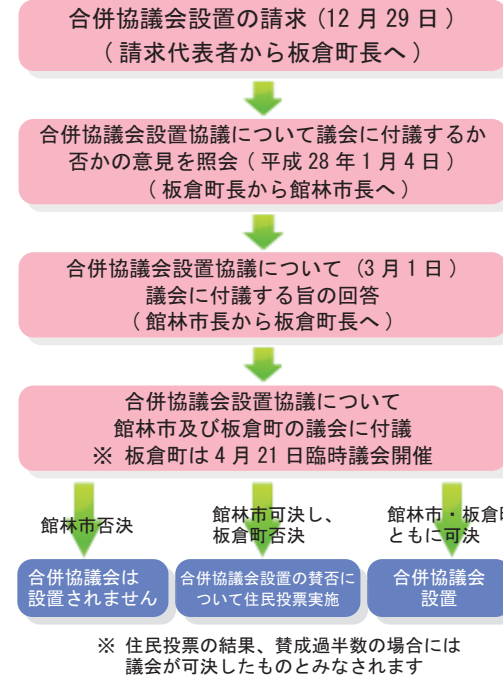 合併協議会設置の請求 (12 月 29 日 )
( 請求代表者から板倉町長へ )
合併協議会設置協議について議会に付議するか
否かの意見を照会 ( 平成 28 年 1 月 4 日 )
( 板倉町長から館林市長へ )
合併協議会設置協議について (3 月 1 日 )
議会に付議する旨の回答
( 館林市長から板倉町長へ )
合併協議会設置協議について
館林市及び板倉町の議会に付議
※ 板倉町は 4 月 21 日臨時議会開催
館林市否決
館林市可決し、
板倉町否決
館林市・板倉町
ともに可決
合併協議会は
設置されません
合併協議会設置の賛否に
ついて住民投票実施
合併協議会
設置
※ 住民投票の結果、賛成過半数の場合には
議会が可決したものとみなされます